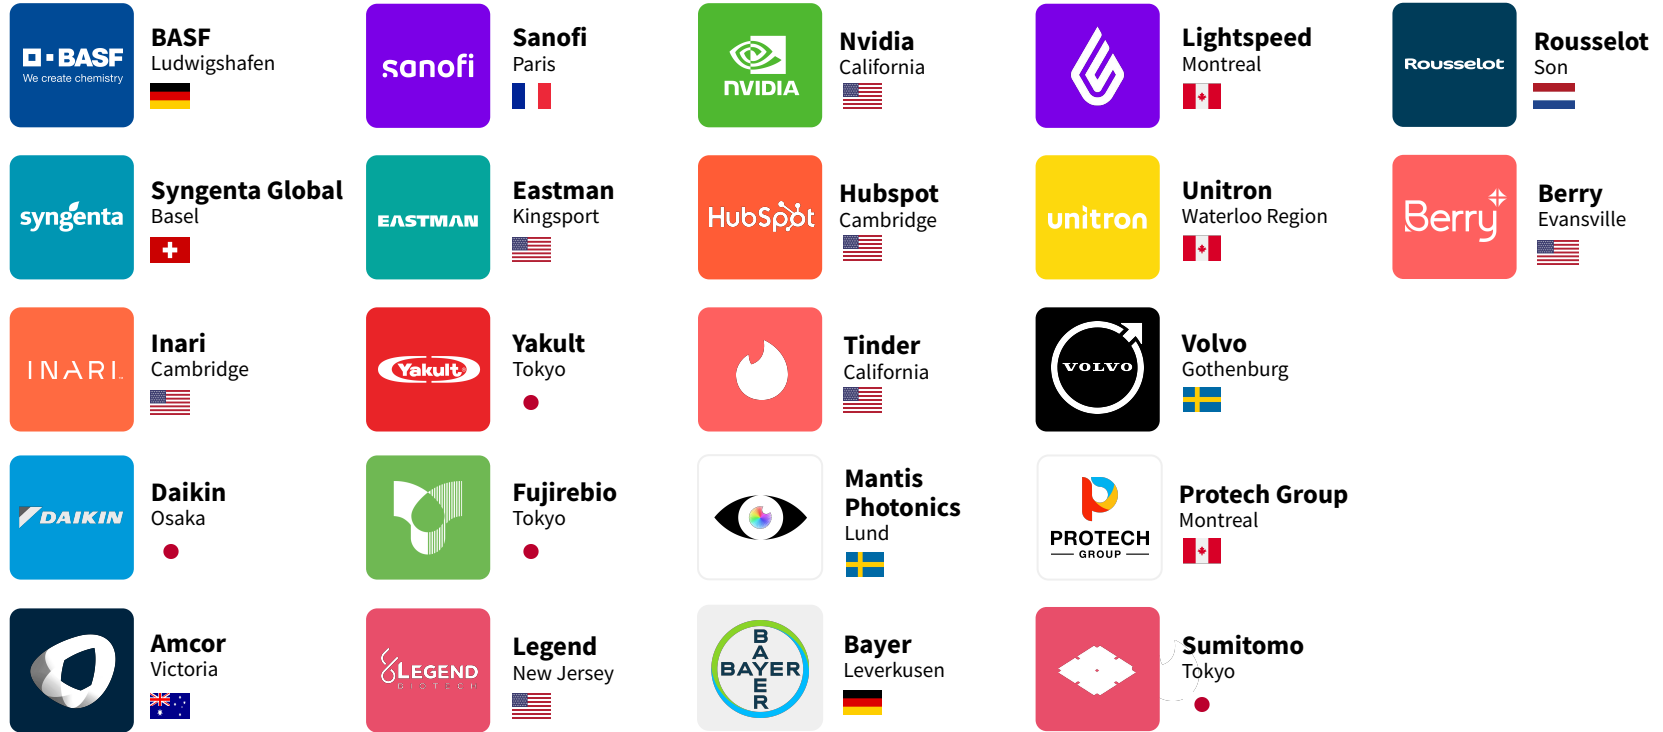 BASF
We create chemistry
BASF
Ludwigshafen
sanofi
Sanofi
Paris
NVIDIA
Nvidia
California
Lightspeed
Montreal
Rousselot
Rousselot
Son
syngenta
Syngenta Global
Basel
EASTMAN
Eastman
Kingsport
HubSpot
Hubspot
Cambridge
unitron
Unitron
Waterloo Region
Berry
Berry
Evansville
INARI
Inari
Cambridge
Yakult
Yakult
Tokyo
Tinder
California
VOLVO
Volvo
Gothenburg
DAIKIN
Daikin
Osaka
Fujirebio
Tokyo
Mantis
Photonics
Lund
PROTECH
GROUP
Protech Group
Montreal
Amcor
Victoria
LEGEND
BIOTECH
Legend
New Jersey
BAYER
BAYER
Bayer
Leverkusen
Sumitomo
Tokyo